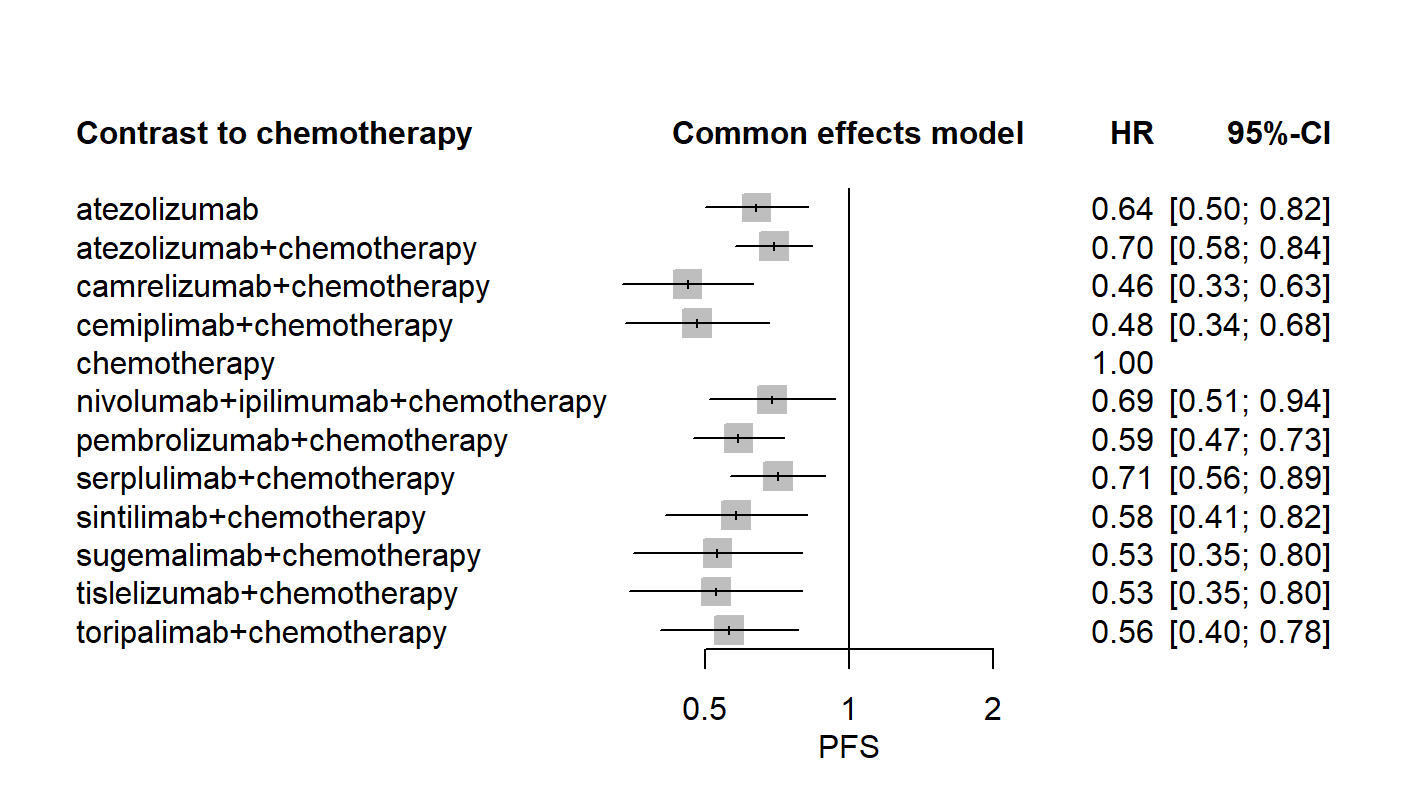 Contrast to chemotherapy Common effects model HR 95%-CI
atezolizumab 0.64 [0.50; 0.82]
atezolizumab+chemotherapy 0.70 [0.58; 0.84]
camrelizumab+chemotherapy 0.46 [0.33; 0.63]
cemiplimab+chemotherapy 0.48 [0.34; 0.68]
chemotherapy 1.00
nivolumab+ipilimumab+chemotherapy 0.69 [0.51; 0.94]
pembrolizumab+chemotherapy 0.59 [0.47; 0.73]
serplulimab+chemotherapy 0.71 [0.56; 0.89]
sintilimab+chemotherapy 0.58 [0.41; 0.82]
sugemalimab+chemotherapy 0.53 [0.35; 0.80]
tislelizumab+chemotherapy 0.53 [0.35; 0.80]
toripalimab+chemotherapy 0.56 [0.40; 0.78]
0.5 1 2
PFS